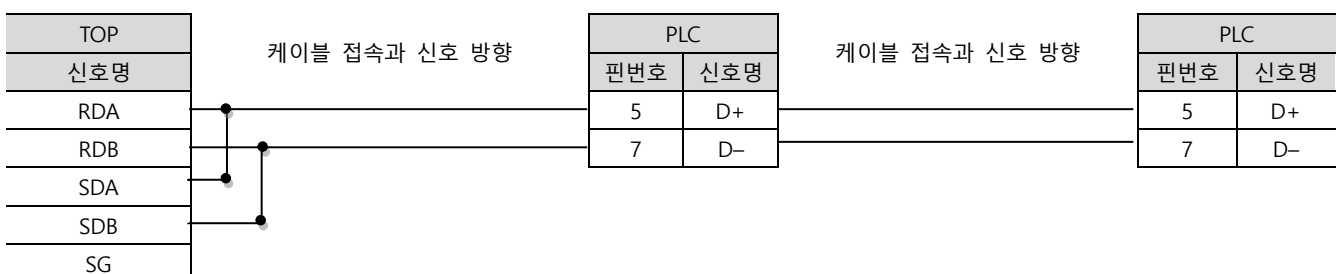 TOP
케이블 접속과 신호 방향
PLC
케이블 접속과 신호 방향
PLC
신호명
핀번호 신호명
핀번호 신호명
RDA
5 D+
5 D+
RDB
7 D–
7 D–
SDA
SDB
SG